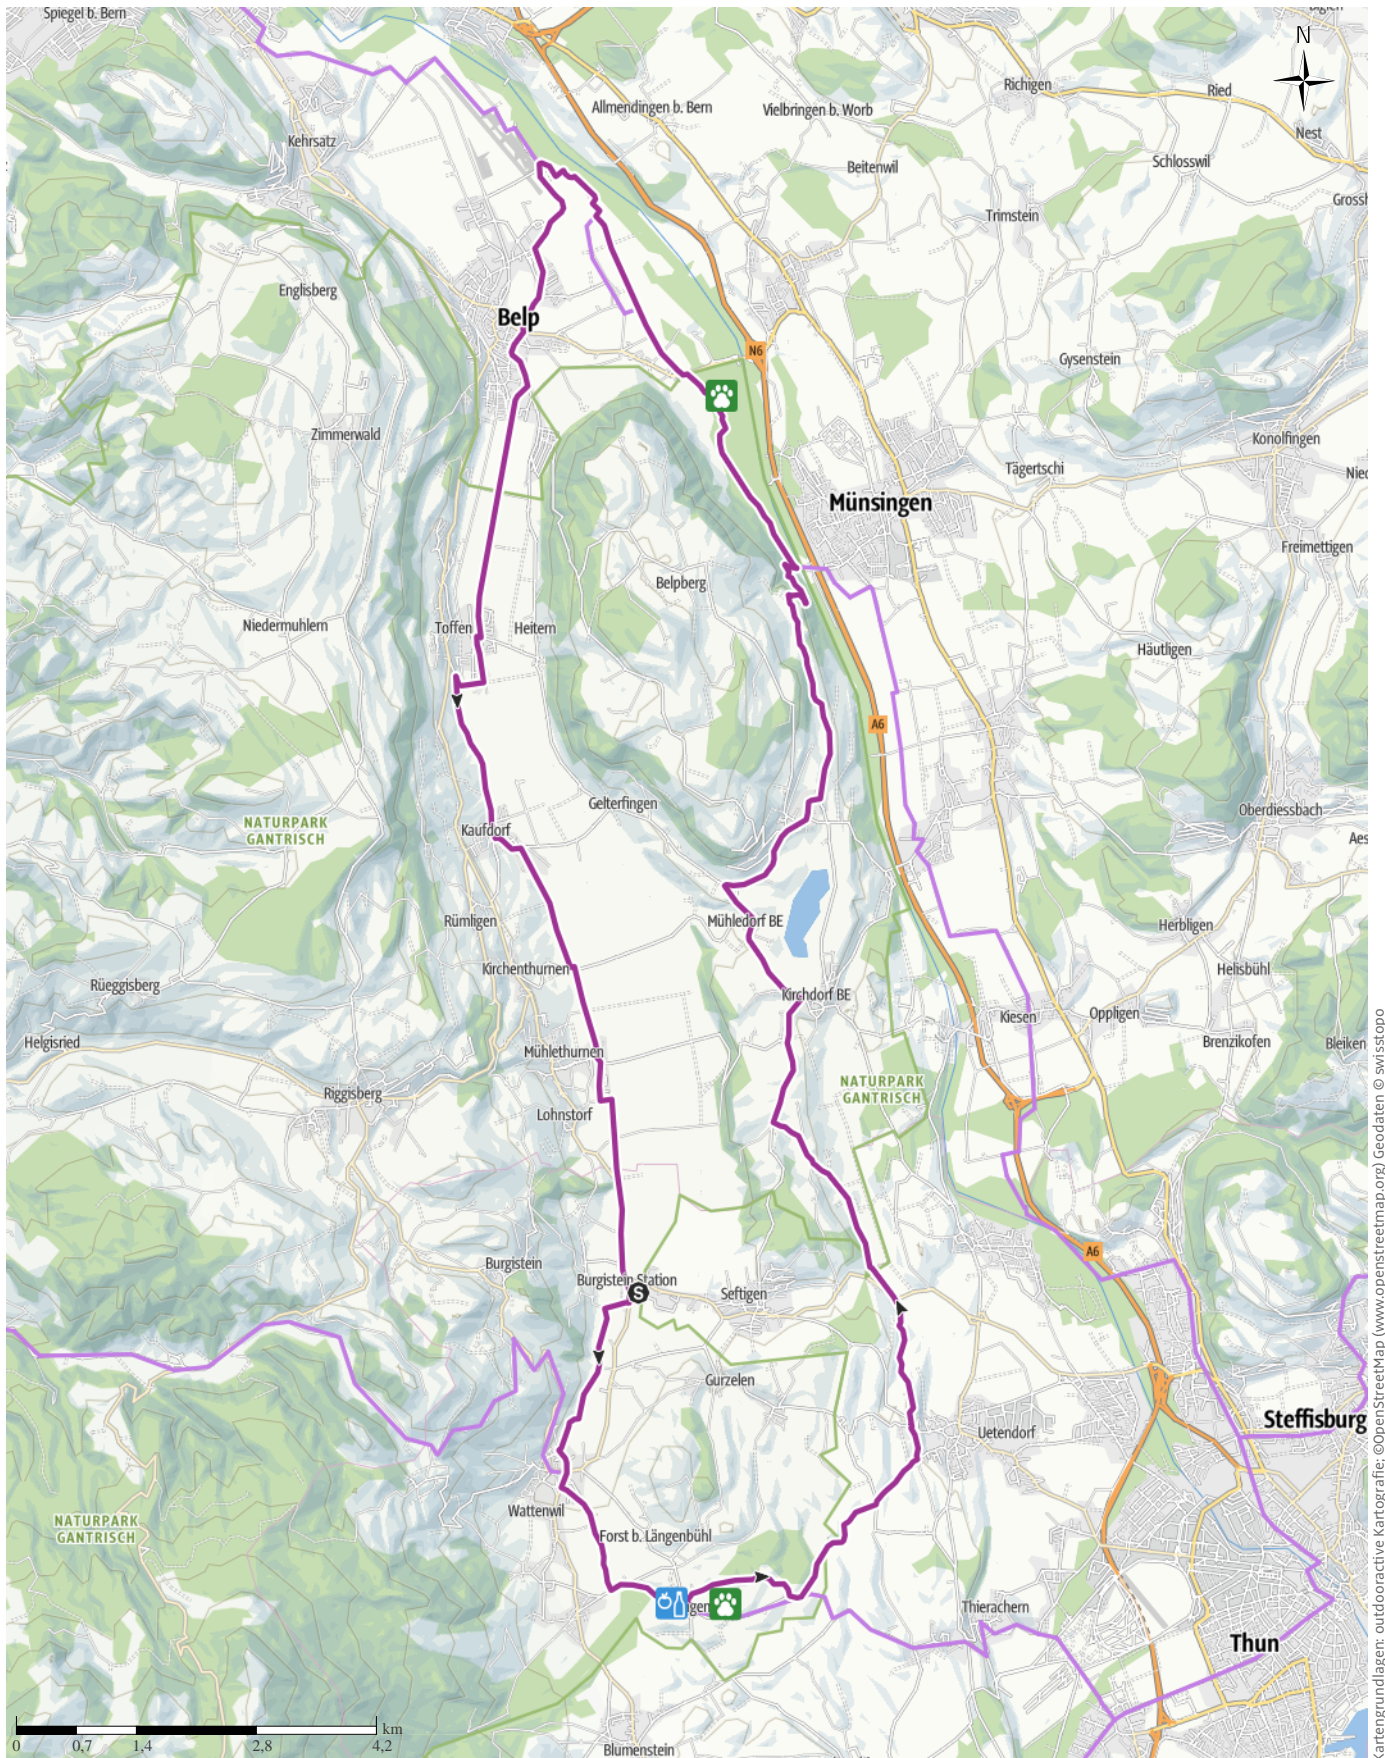 Spiegel b. Bern
N
Richigen
Ried
Allmendingen b. Bern
Vielbringen b. Worb
Nest
Kehrsatz
Schlosswil
Beitenwil
Trimstein
Englisberg
Belp
N6
Gysenstein
Zimmerwald
Konolfingen
Tägertschi
Münsingen
Freimettigen
Belpberg
Niedermuhlern
Toffen
Heitern
Häutligen
A6
Gelterfingen
Oberdiessbach
NATURPARK
GANTRISCH
Kaufdorf
Rümligen
Mühledorf BE
Herbligen
Kirchenthurnen
Helisbühl
Rüeggisberg
Kirchdorf BE
Kiesen
Oppligen
Helgisried
Mühlethurnen
Brenzikofen
Bleiken
Riggisberg
NATURPARK
GANTRISCH
Lohnstorf
A6
Burgistein
Burgistein Station
S
Seftigen
Gurzelen
Steffisburg
Uetendorf
Wattenwil
NATURPARK
GANTRISCH
Forst b. Längenbühl
Thierachern
Thun
km
0 0,7 1,4 2,8 4,2
Blumenstein
artengrundlagen: outdooractive Kartografie; ©OpenStreetMap (www.openstreetmap.org) Geodaten © swisstopo